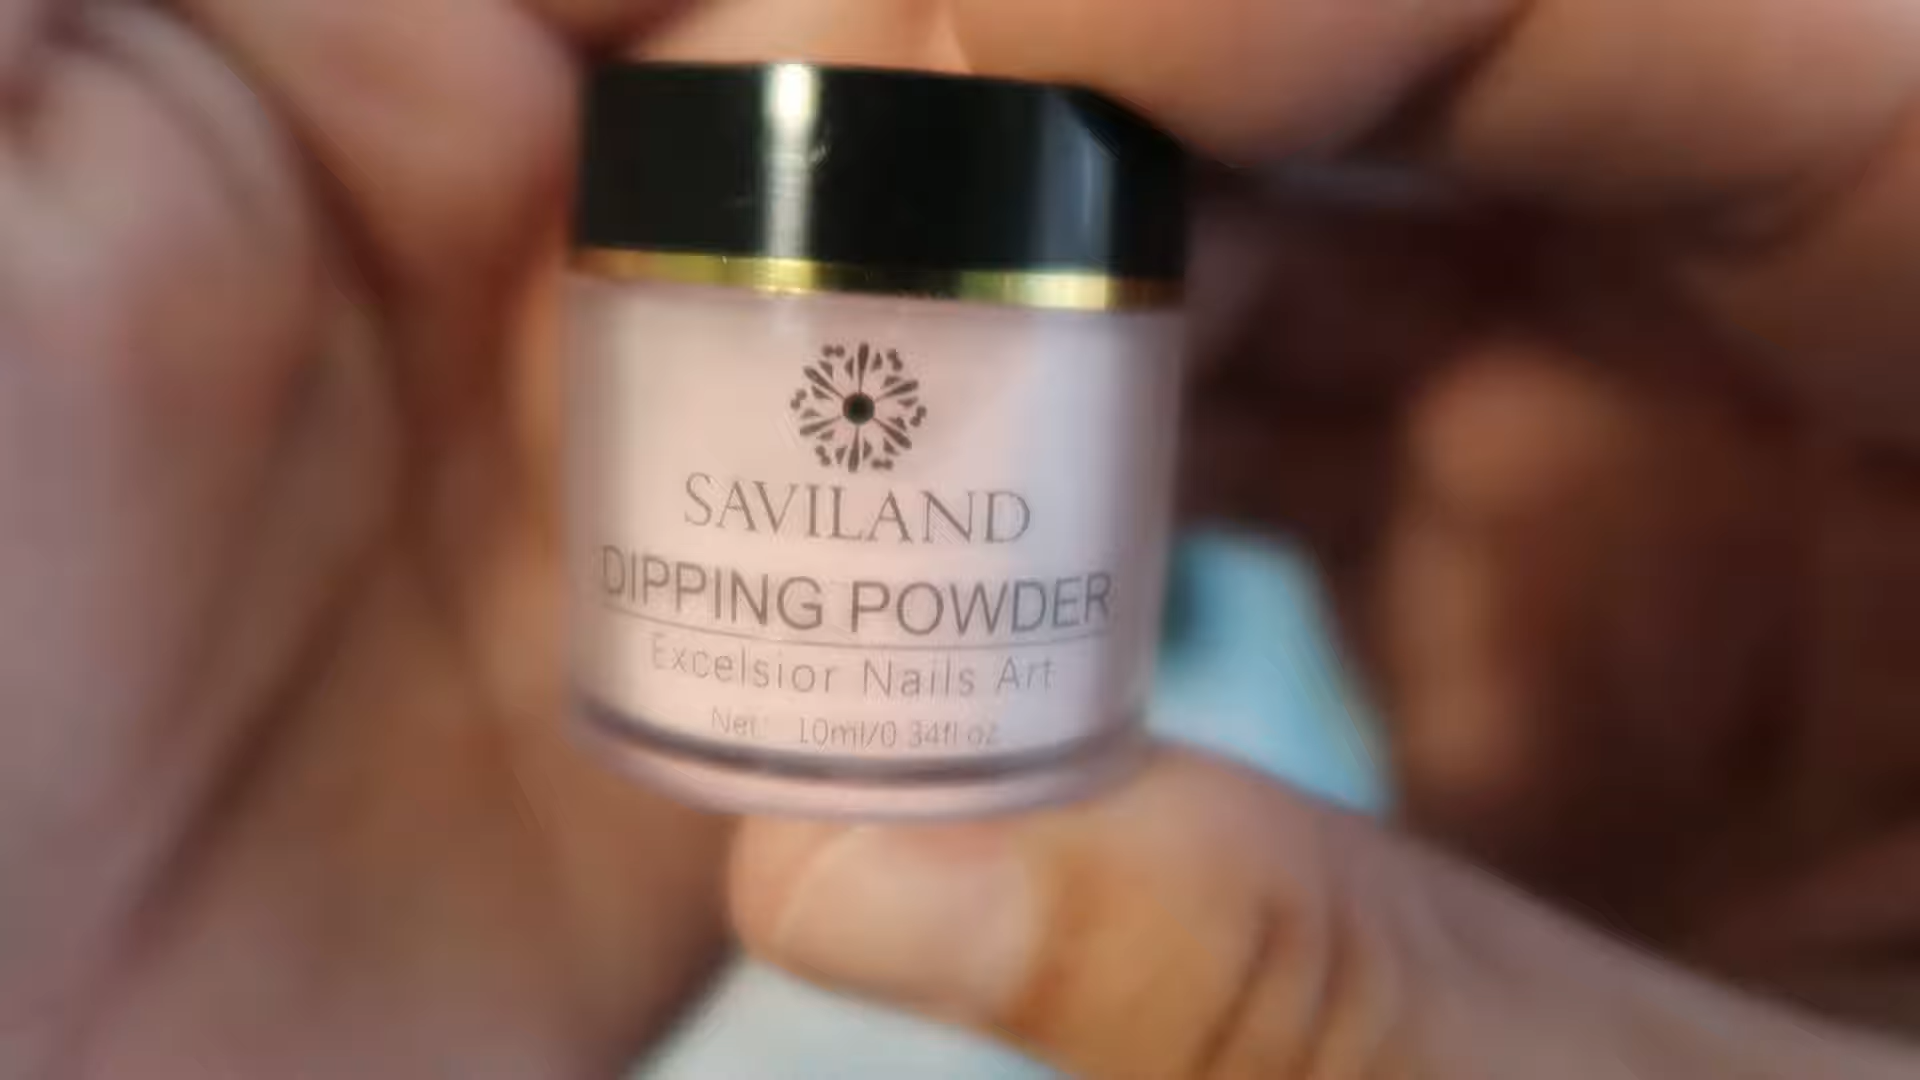 SAVILAND
DIPPING POWDER
Excelsior Nails Art
Net: 10ml/0.34fl oz